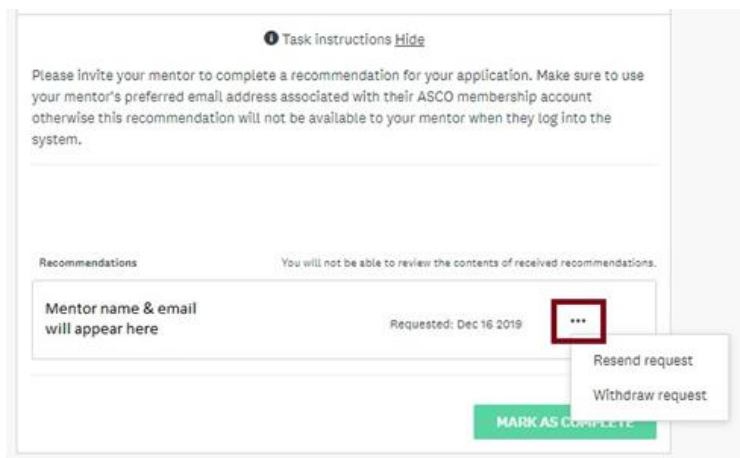 Task instructions Hide
Please invite your mentor to complete a recommendation for your application. Make sure to use
your mentor's preferred email address associated with their ASCO membership account
otherwise this recommendation will not be available to your mentor when they log into the
system.
Recommendations You will not be able to review the contents of received recommendations.
Mentor name & email
will appear here
Requested: Dec 16 2019 ...
Resend request
Withdraw request
MARK AS COMPLETE